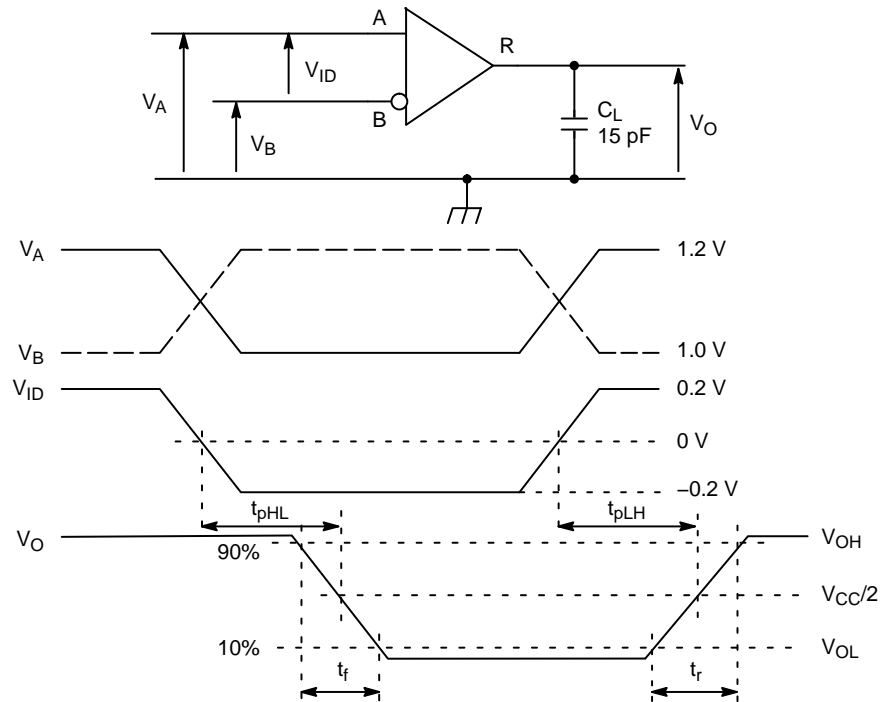 A
R
V_ID
V_A
B
V_B
C_L
15 pF
V_O
V_A
1.2 V
V_B
1.0 V
V_ID
0.2 V
0 V
–0.2 V
t_pHL
t_pLH
V_O
90%
V_OH
V_CC/2
10%
V_OL
t_f
t_r